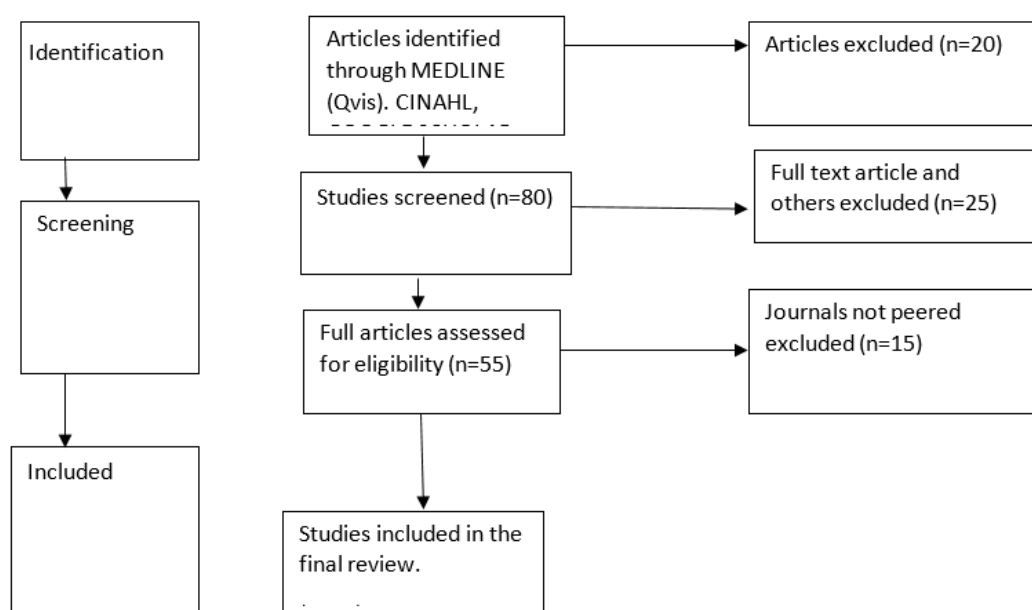 Identification
Articles identified
through MEDLINE
(Qvis). CINAHL,
Articles excluded (n=20)
Screening
Studies screened (n=80)
Full text article and
others excluded (n=25)
Full articles assessed
for eligibility (n=55)
Journals not peered
excluded (n=15)
Included
Studies included in the
final review.